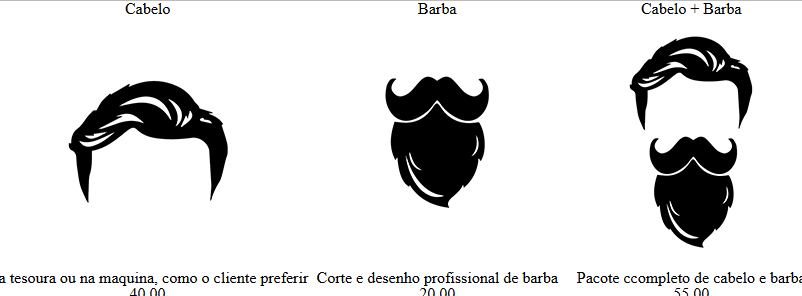 Cabelo
Barba
Cabelo + Barba
a tesoura ou na maquina, como o cliente preferir
Corte e desenho profissional de barba
Pacote ccompleto de cabelo e barba
40.00
20.00
55.00